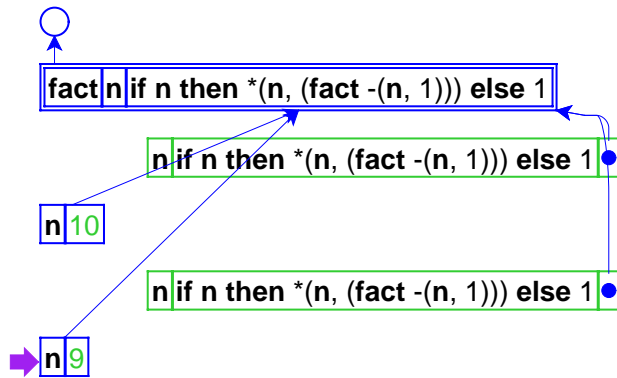 fact n if n then *(n, (fact -(n, 1))) else 1
n if n then *(n, (fact -(n, 1))) else 1
n 10
n if n then *(n, (fact -(n, 1))) else 1
n 9